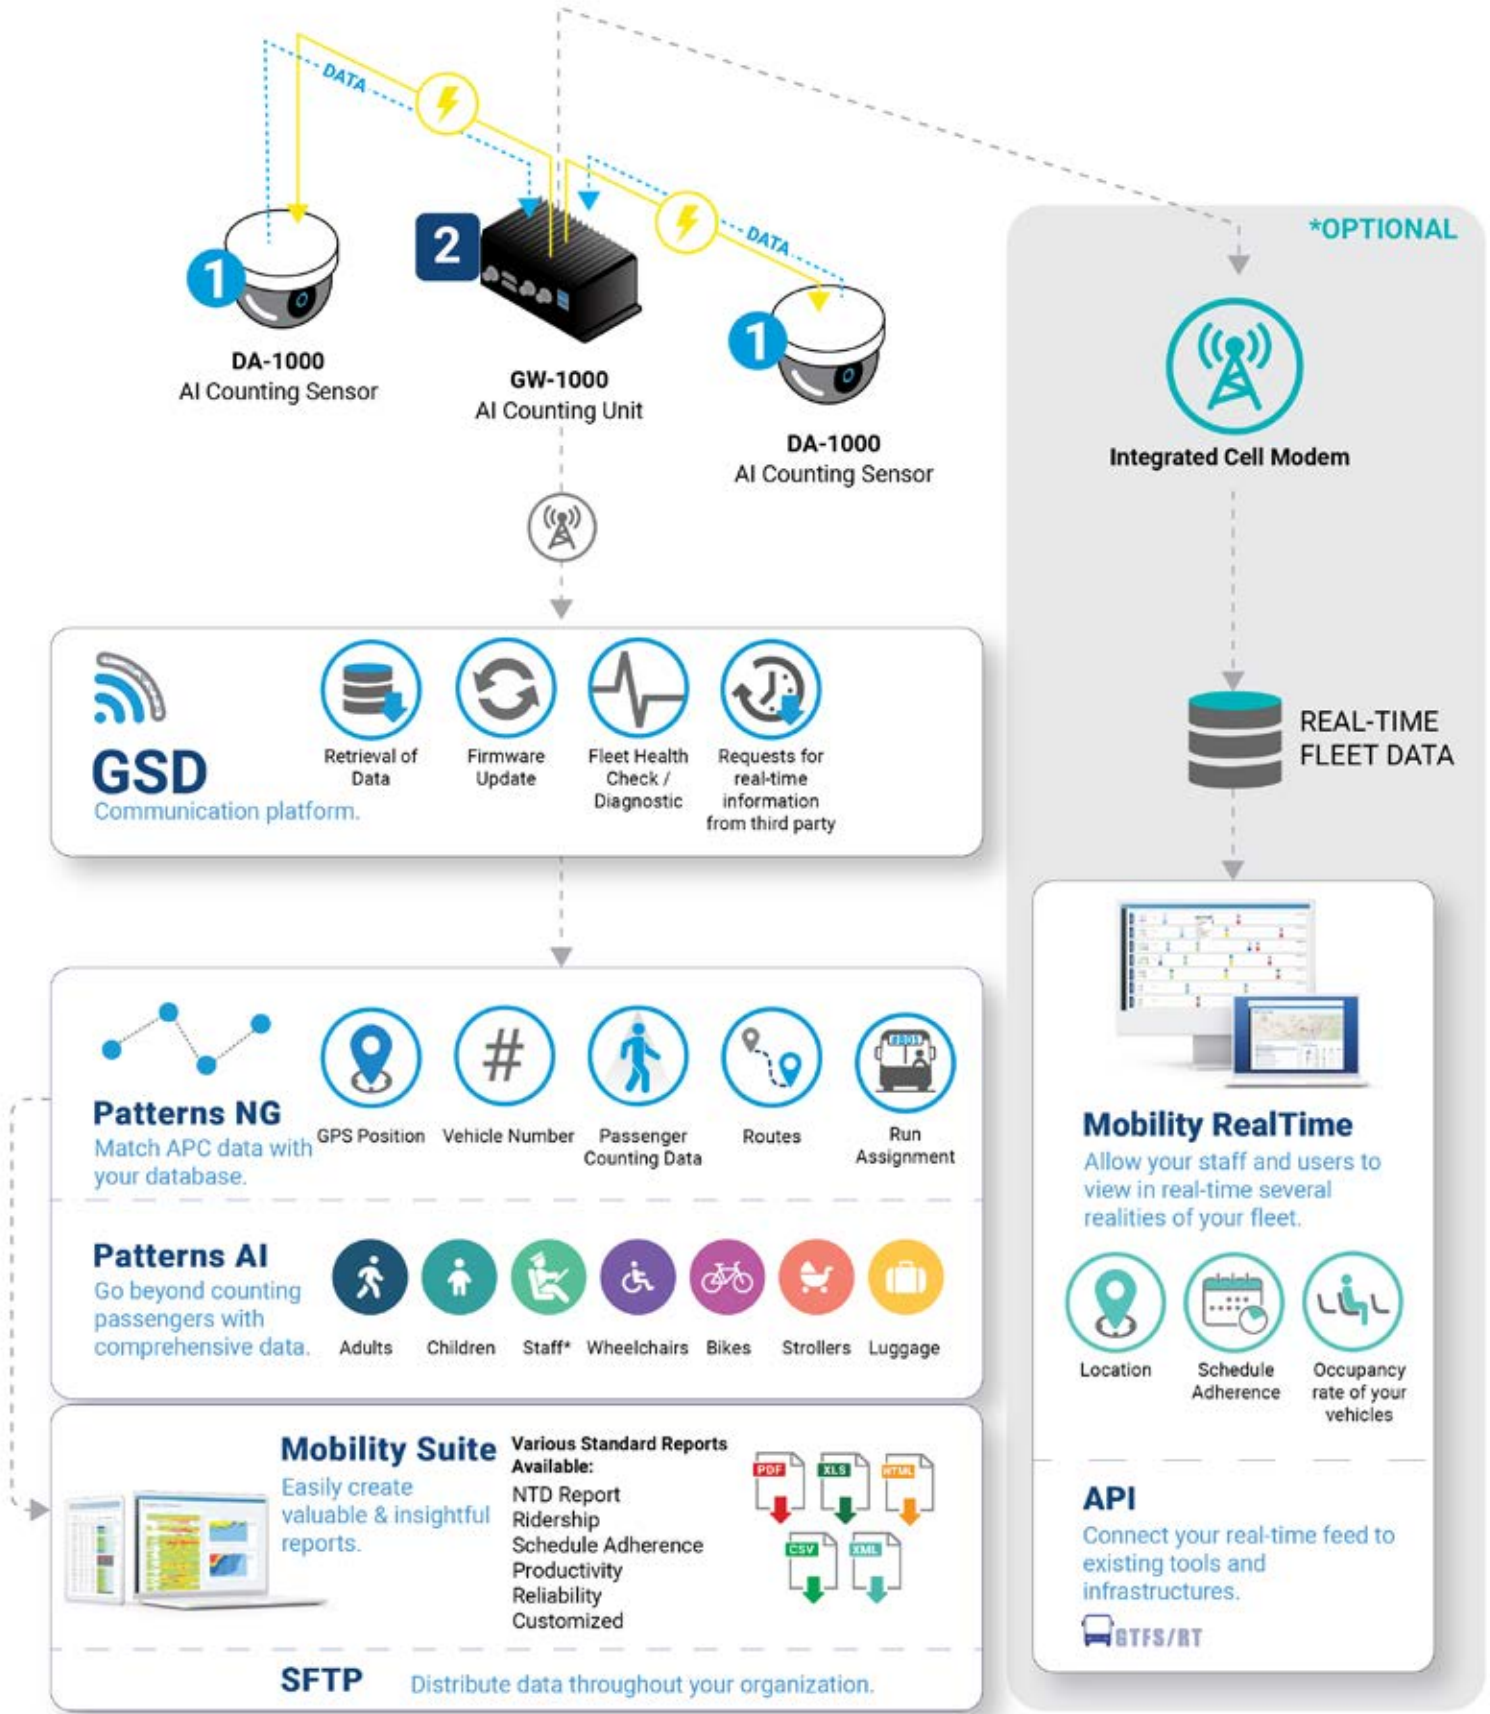 DATA
DATA
*OPTIONAL
1
2
1
DA-1000
AI Counting Sensor
GW-1000
AI Counting Unit
DA-1000
AI Counting Sensor
Integrated Cell Modem
REAL-TIME
FLEET DATA
GSD
Communication platform.
Retrieval of
Data
Firmware
Update
Fleet Health
Check /
Diagnostic
Requests for
real-time
information
from third party
Patterns NG
Match APC data with
your database.
GPS Position
#
Vehicle Number
Passenger
Counting Data
Routes
Run
Assignment
Patterns AI
Go beyond counting
passengers with
comprehensive data.
Adults
Children
Staff*
Wheelchairs
Bikes
Strollers
Luggage
Mobility Suite
Easily create
valuable & insightful
reports.
Various Standard Reports
Available:
NTD Report
Ridership
Schedule Adherence
Productivity
Reliability
Customized
PDF
XLS
HTML
CSV
XML
SFTP
Distribute data throughout your organization.
Mobility RealTime
Allow your staff and users to
view in real-time several
realities of your fleet.
Location
Schedule
Adherence
Occupancy
rate of your
vehicles
API
Connect your real-time feed to
existing tools and
infrastructures.
GTFS/RT